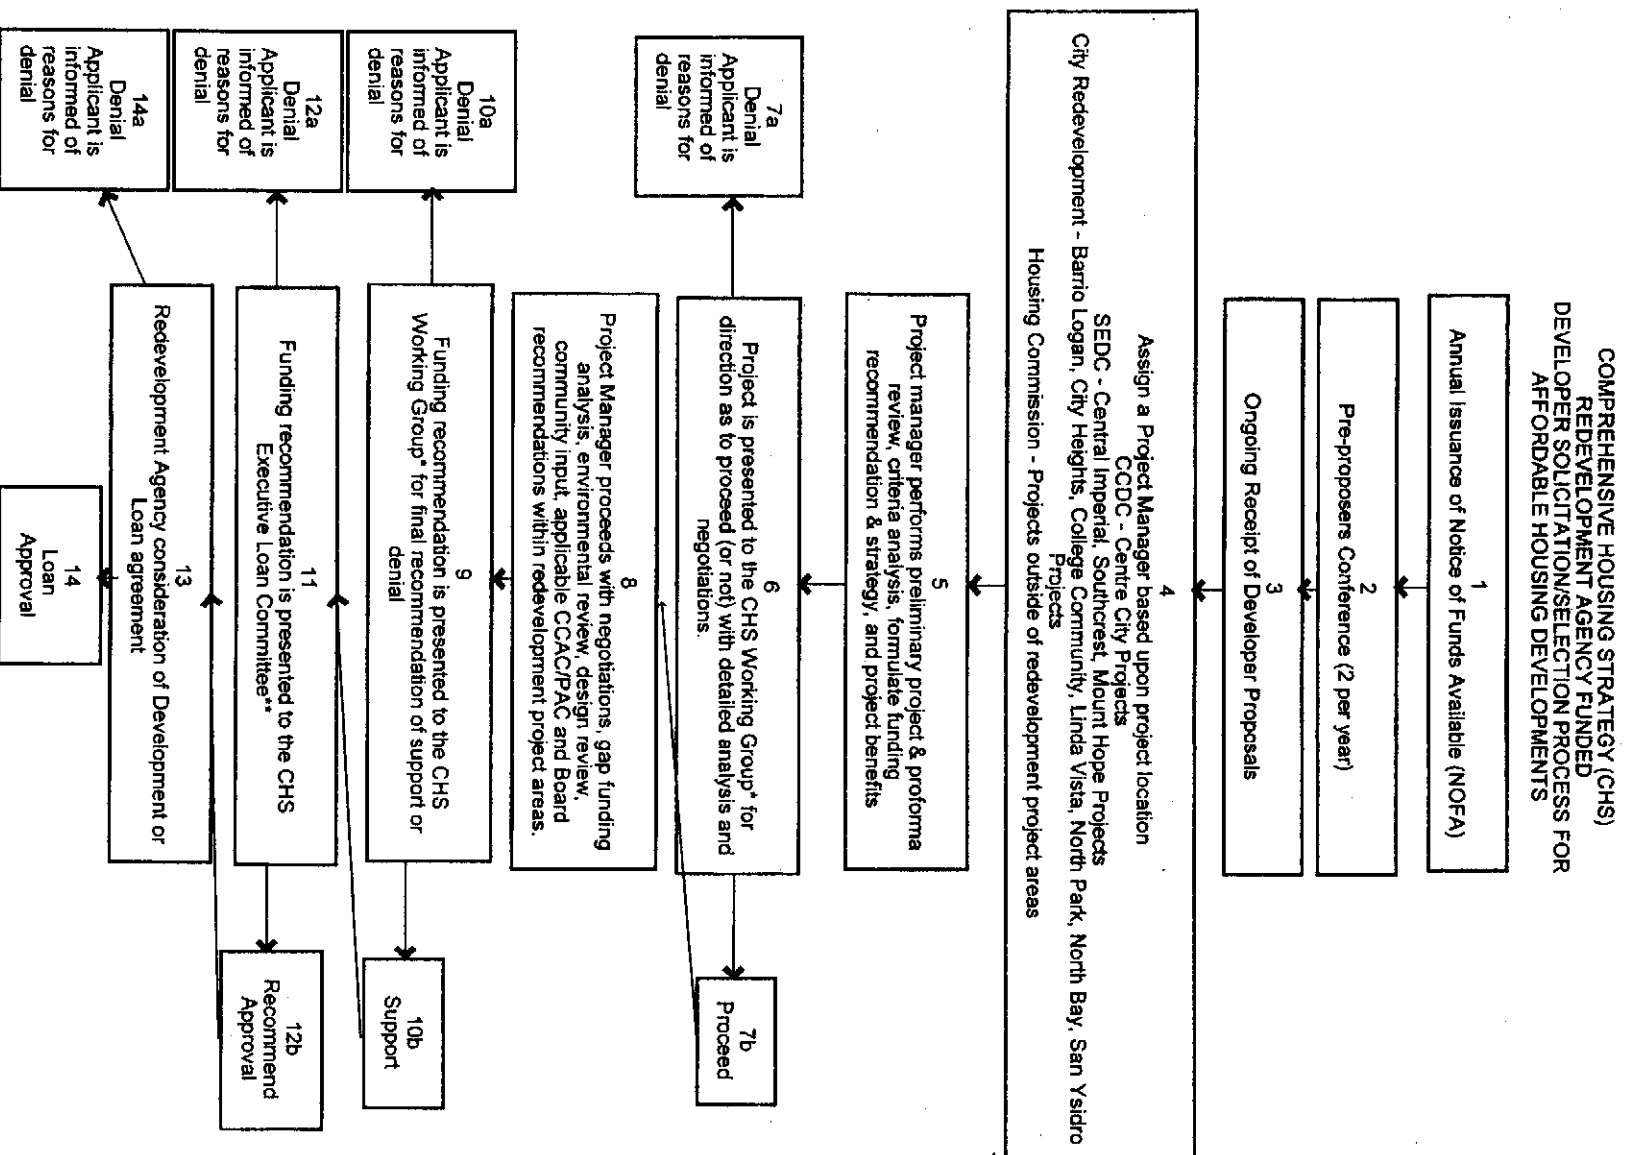 COMPREHENSIVE HOUSING STRATEGY (CHS)
REDEVELOPMENT AGENCY FUNDED
DEVELOPER SOLICITATION/SELECTION PROCESS FOR
AFFORDABLE HOUSING DEVELOPMENTS
1
Annual Issuance of Notice of Funds Available (NOFA)
2
Pre-proposers Conference (2 per year)
3
Ongoing Receipt of Developer Proposals
4
Assign a Project Manager based upon project location
CCDC - Centre City Projects
SEDC - Central Imperial, Southcrest, Mount Hope Projects
City Redevelopment - Barrio Logan, City Heights, College Community, Linda Vista, North Park, North Bay, San Ysidro
Projects
Housing Commission - Projects outside of redevelopment project areas
5
Project manager performs preliminary project & proforma
review, criteria analysis, formulate funding
recommendation & strategy, and project benefits
6
Project is presented to the CHS Working Group* for
direction as to proceed (or not) with detailed analysis and
negotiations.
7a
Denial
Applicant is
informed of
reasons for
denial
7b
Proceed
8
Project Manager proceeds with negotiations, gap funding
analysis, environmental review, design review,
community input, applicable CCAC/PAC and Board
recommendations within redevelopment project areas.
9
Funding recommendation is presented to the CHS
Working Group* for final recommendation of support or
denial
10a
Denial
Applicant is
informed of
reasons for
denial
10b
Support
11
Funding recommendation is presented to the CHS
Executive Loan Committee**
12a
Denial
Applicant is
informed of
reasons for
denial
12b
Recommend
Approval
13
Redevelopment Agency consideration of Development or
Loan agreement
14a
Denial
Applicant is
informed of
reasons for
denial
14
Loan
Approval